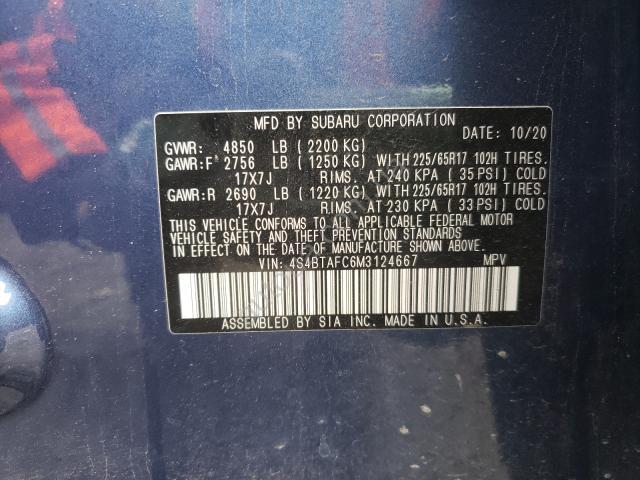 MFD BY SUBARU CORPORATION
DATE: 10/20
GVWR: 4850 LB ( 2200 KG)
GAWR:F 2756 LB ( 1250 KG) WITH 225/65R17 102H TIRES.
17X7J RIMS. AT 240 KPA ( 35 PSI) COLD
GAWR:R 2690 LB ( 1220 KG) WITH 225/65R17 102H TIRES.
17X7J RIMS. AT 230 KPA ( 33 PSI) COLD
THIS VEHICLE CONFORMS TO ALL APPLICABLE FEDERAL MOTOR
VEHICLE SAFETY AND THEFT PREVENTION STANDARDS
IN EFFECT ON THE DATE OF MANUFACTURE SHOWN ABOVE.
VIN: 4S4BTAFC6M3124667 MPV
ASSEMBLED BY SIA INC. MADE IN U.S.A.